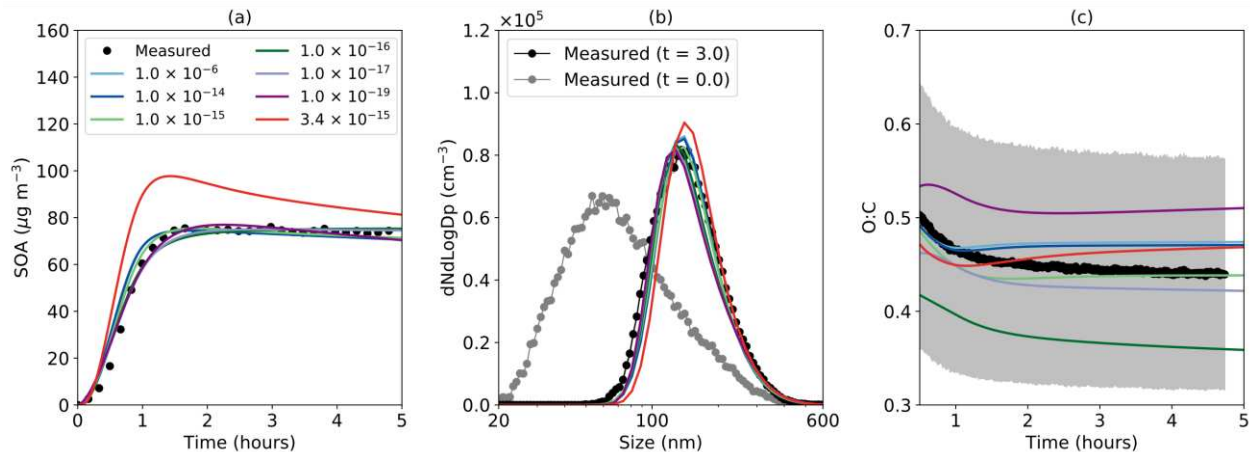 (a)
160
140
120
100
80
60
40
20
0
SOA (μg m⁻³)
0 1 2 3 4 5
Time (hours)
Measured
1.0 × 10⁻⁶
1.0 × 10⁻¹⁴
1.0 × 10⁻¹⁵
1.0 × 10⁻¹⁶
1.0 × 10⁻¹⁷
1.0 × 10⁻¹⁹
3.4 × 10⁻¹⁵
(b)
×10⁵
1.2
1.0
0.8
0.6
0.4
0.2
0.0
dNdLogDp (cm⁻³)
20 100 600
Size (nm)
Measured (t = 3.0)
Measured (t = 0.0)
(c)
0.7
0.6
0.5
0.4
0.3
O:C
1 2 3 4 5
Time (hours)